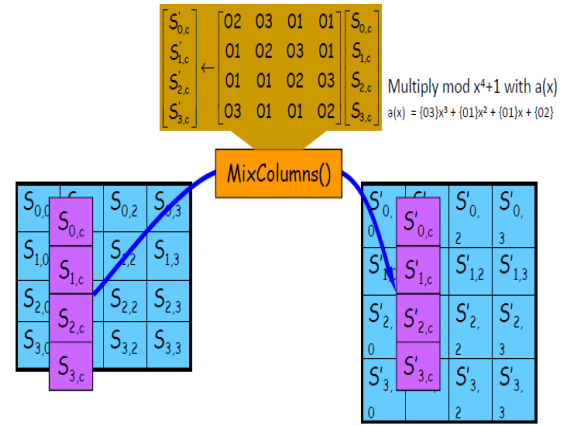 S'0,c 02 03 01 01 S0,c
S'1,c ← 01 02 03 01 S1,c
S'2,c 01 01 02 03 S2,c
S'3,c 03 01 01 02 S3,c
Multiply mod x⁴+1 with a(x)
a(x) = {03}x³ + {01}x² + {01}x + {02}
MixColumns()
S0,0 S0,c S0,2 S0,3
S1,0 S1,c S1,2 S1,3
S2,0 S2,c S2,2 S2,3
S3,0 S3,c S3,2 S3,3
S'0,0 S'0,c S'0,2 S'0,3
S'1,0 S'1,c S'1,2 S'1,3
S'2,0 S'2,c S'2,2 S'2,3
S'3,0 S'3,c S'3,2 S'3,3